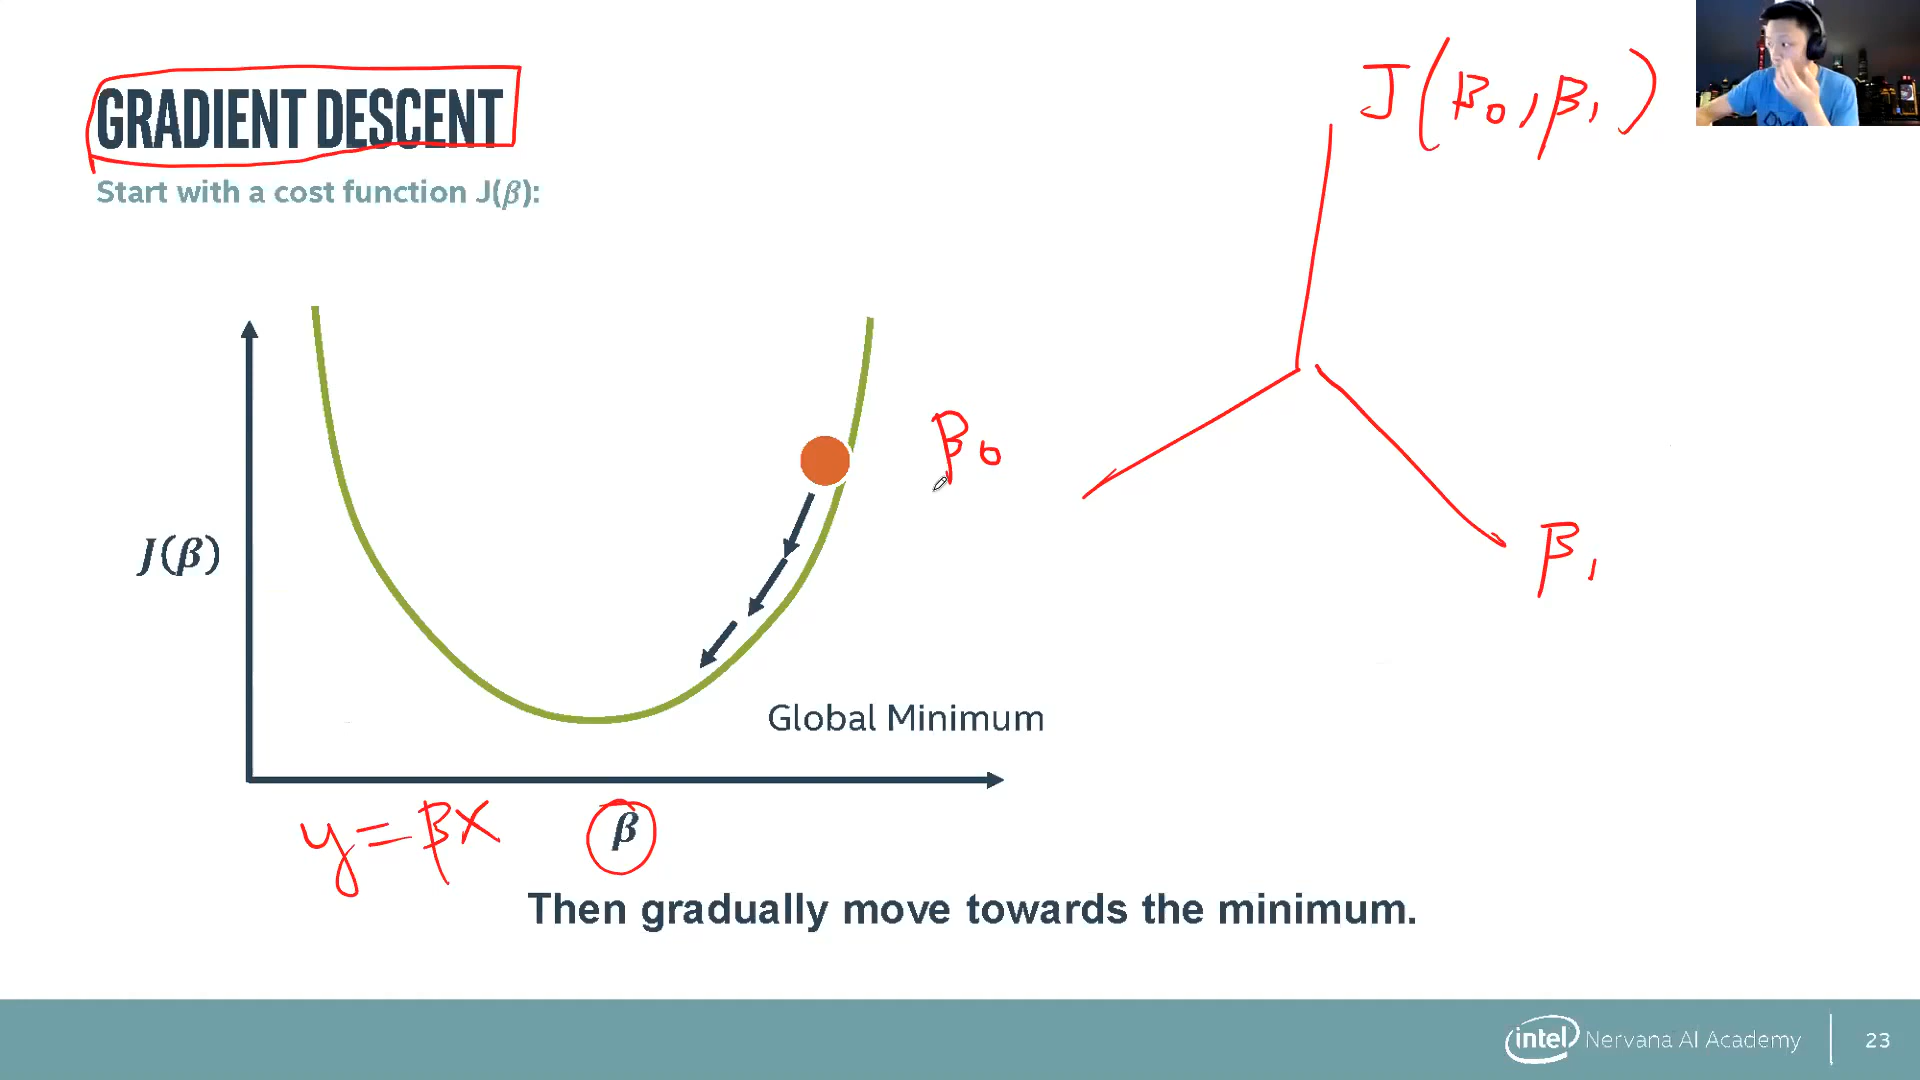 GRADIENT DESCENT
Start with a cost function J(β):
J(β₀, β₁)
β₀
J(β)
β₁
Global Minimum
y = βx
β
Then gradually move towards the minimum.
intel Nervana AI Academy
23